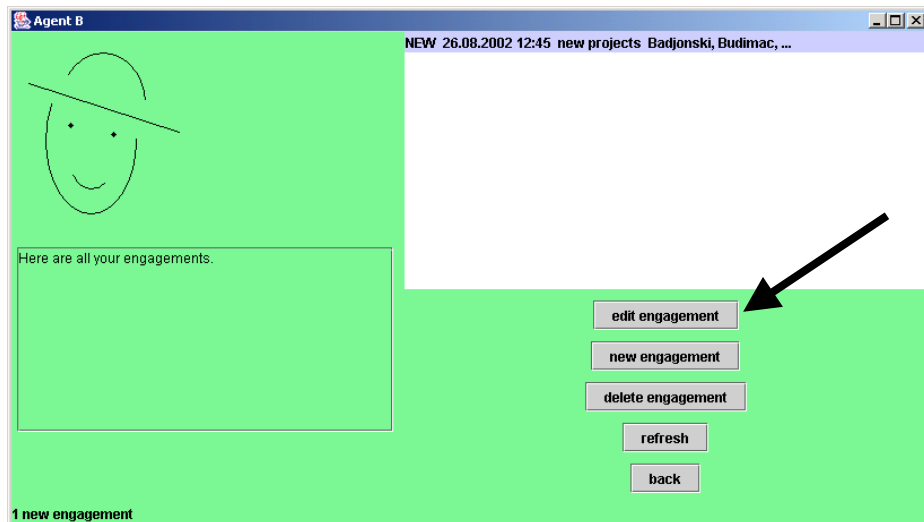 Agent B
NEW 26.08.2002 12:45 new projects Badjonski, Budimac, ...
Here are all your engagements.
edit engagement
new engagement
delete engagement
refresh
back
1 new engagement